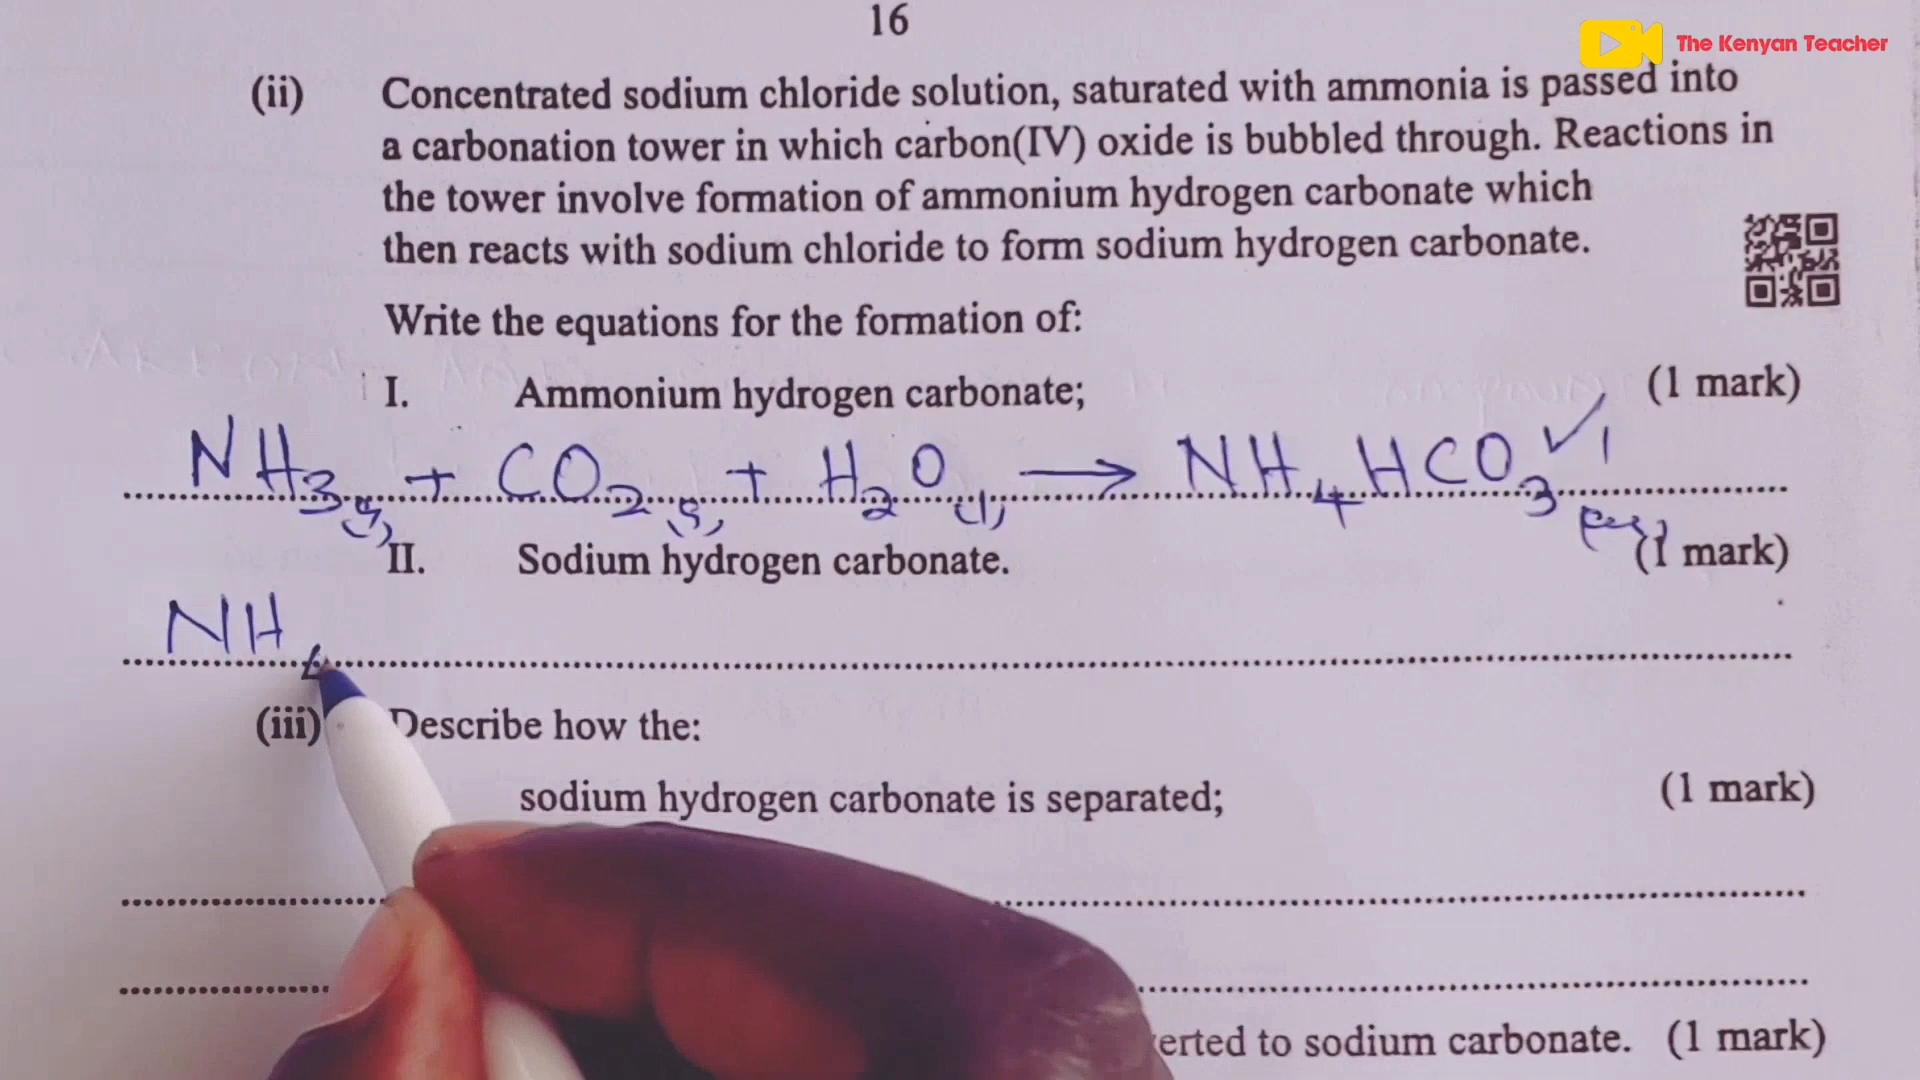 16
The Kenyan Teacher
(ii) Concentrated sodium chloride solution, saturated with ammonia is passed into
a carbonation tower in which carbon(IV) oxide is bubbled through. Reactions in
the tower involve formation of ammonium hydrogen carbonate which
then reacts with sodium chloride to form sodium hydrogen carbonate.
Write the equations for the formation of:
I. Ammonium hydrogen carbonate; (1 mark)
NH3(g) + CO2(g) + H2O(l) → NH4HCO3 ✓1
II. Sodium hydrogen carbonate. (1 mark)
NH4
(iii) Describe how the:
sodium hydrogen carbonate is separated; (1 mark)
erted to sodium carbonate. (1 mark)